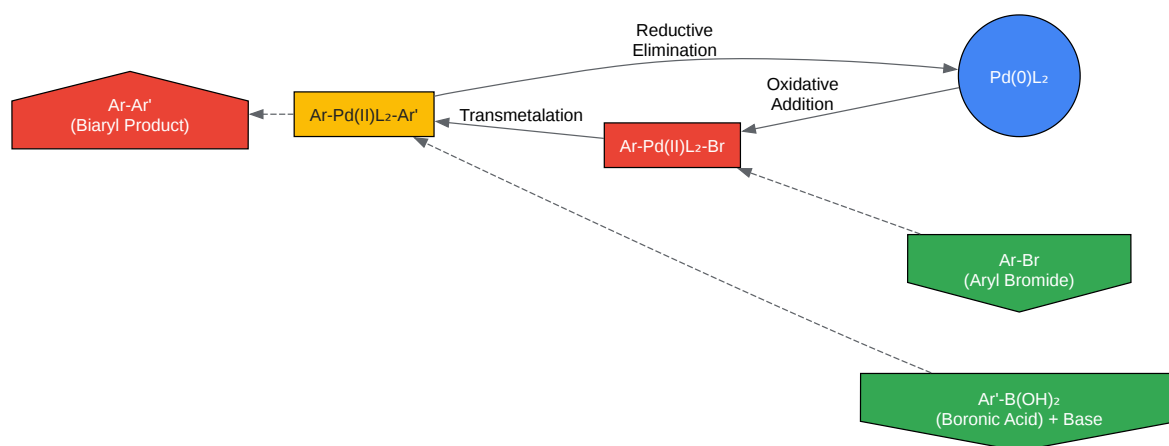 Reductive
Elimination
Pd(0)L₂
Oxidative
Addition
Ar-Ar'
(Biaryl Product)
Ar-Pd(II)L₂-Ar'
Transmetalation
Ar-Pd(II)L₂-Br
Ar-Br
(Aryl Bromide)
Ar'-B(OH)₂
(Boronic Acid) + Base